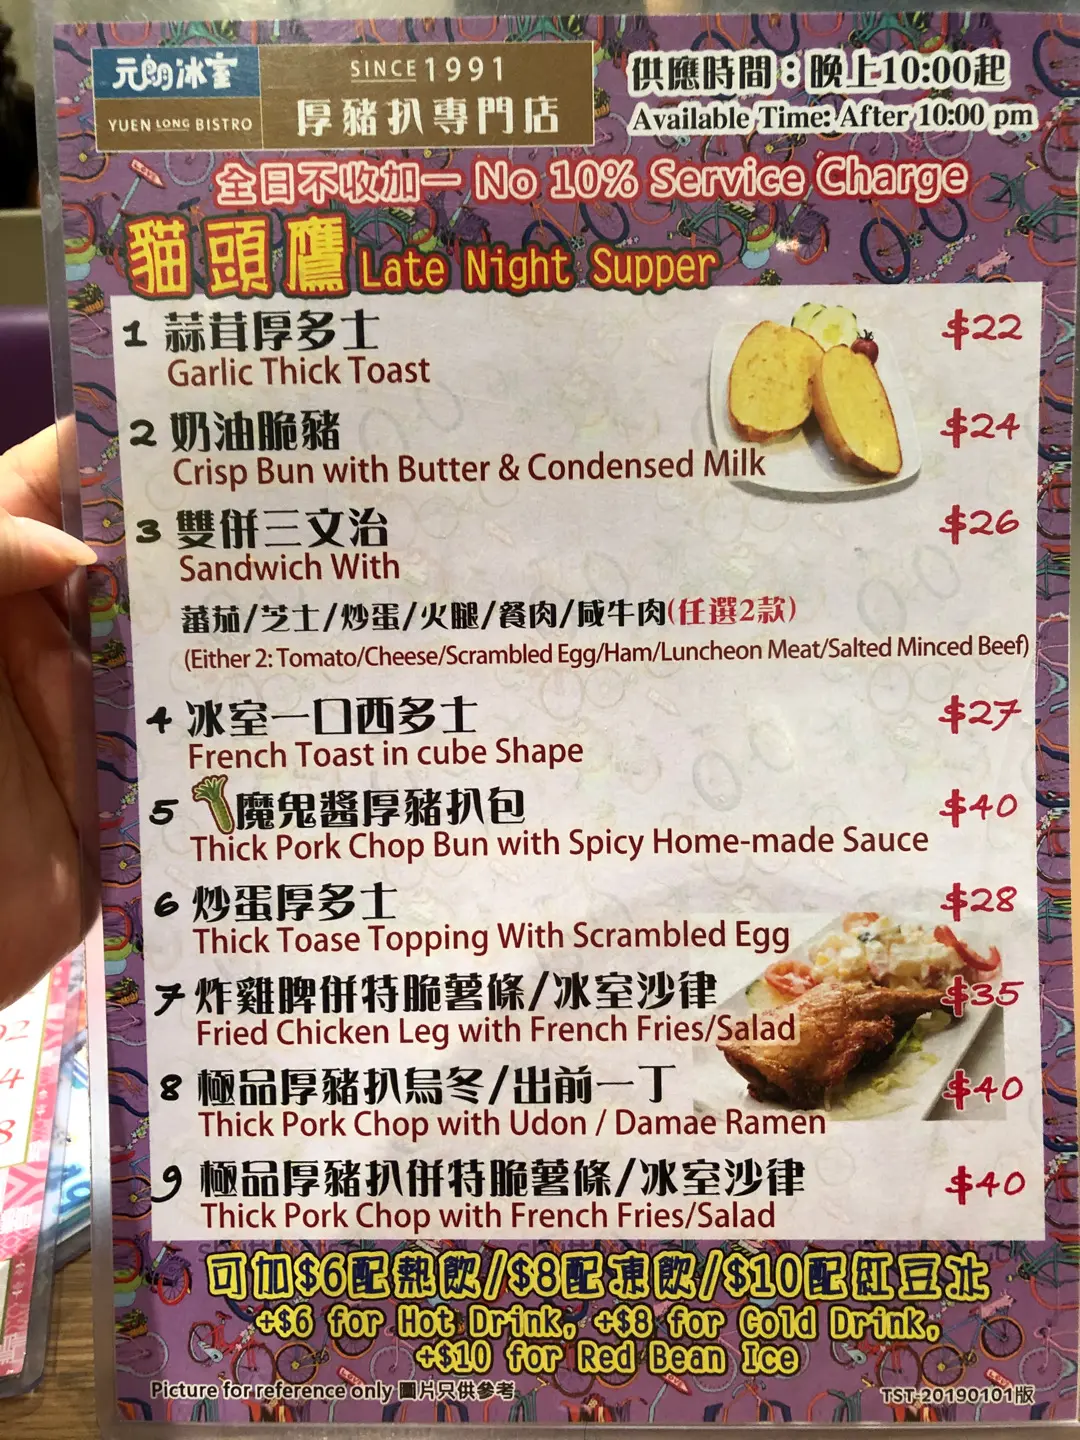 元朗冰室
YUEN LONG BISTRO
SINCE 1991
厚豬扒專門店
供應時間：晚上10:00起
Available Time: After 10:00 pm
全日不收加一 No 10% Service Charge
貓頭鷹 Late Night Supper
1 蒜茸厚多士 $22
Garlic Thick Toast
2 奶油脆豬 $24
Crisp Bun with Butter & Condensed Milk
3 雙併三文治 $26
Sandwich With
蕃茄/芝士/炒蛋/火腿/餐肉/咸牛肉(任選2款)
(Either 2: Tomato/Cheese/Scrambled Egg/Ham/Luncheon Meat/Salted Minced Beef)
4 冰室一口西多士 $27
French Toast in cube Shape
5 魔鬼醬厚豬扒包 $40
Thick Pork Chop Bun with Spicy Home-made Sauce
6 炒蛋厚多士 $28
Thick Toase Topping With Scrambled Egg
7 炸雞脾併特脆薯條/冰室沙律 $35
Fried Chicken Leg with French Fries/Salad
8 極品厚豬扒烏冬/出前一丁 $40
Thick Pork Chop with Udon / Damae Ramen
9 極品厚豬扒併特脆薯條/冰室沙律 $40
Thick Pork Chop with French Fries/Salad
可加$6配熱飲/$8配凍飲/$10配紅豆冰
+$6 for Hot Drink, +$8 for Cold Drink,
+$10 for Red Bean Ice
Picture for reference only 圖片只供參考
TST-20190101版